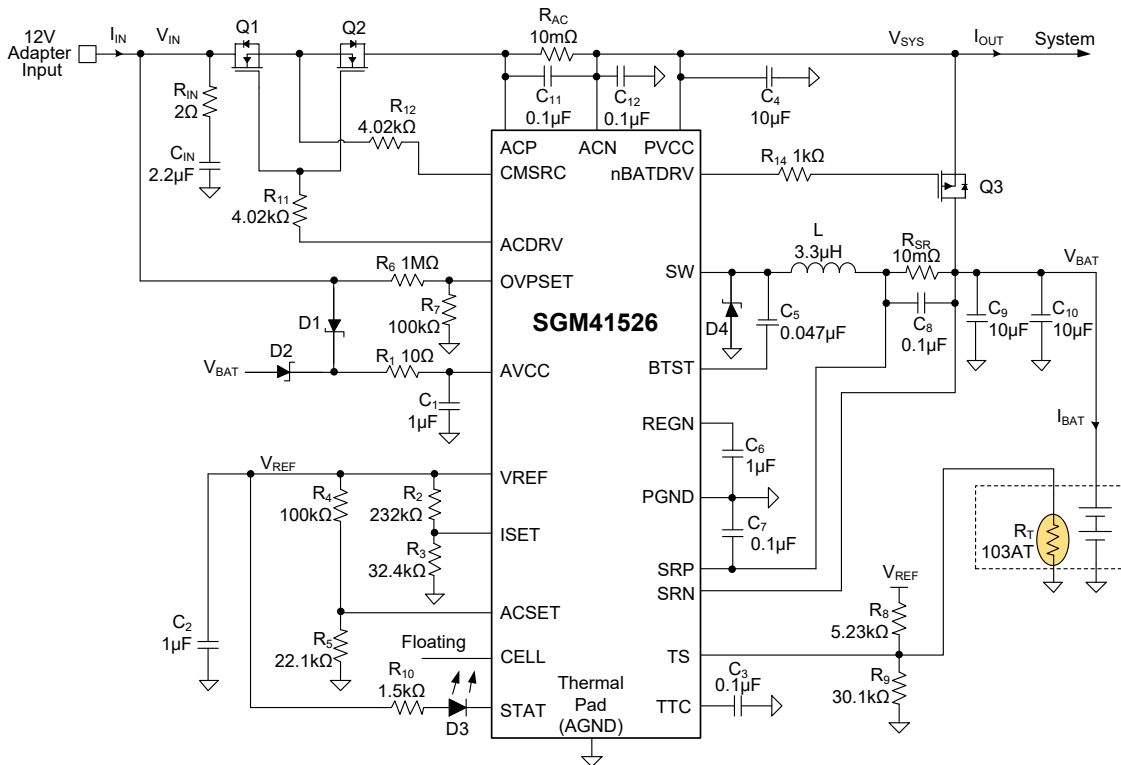 12V
Adapter
Input
I_IN
V_IN
Q1
Q2
R_AC
10mΩ
V_SYS
I_OUT
System
R_IN
2Ω
C_IN
2.2µF
R_12
4.02kΩ
C_11
0.1µF
C_12
0.1µF
C_4
10µF
ACP
ACN
PVCC
CMSRC
nBATDRV
R_14 1kΩ
Q3
R_11
4.02kΩ
ACDRV
L
3.3µH
R_SR
10mΩ
V_BAT
SW
R_6 1MΩ
OVPSET
R_7
100kΩ
D1
SGM41526
D4
C_5
0.047µF
C_8
0.1µF
C_9
10µF
C_10
10µF
D2
V_BAT
R_1 10Ω
AVCC
BTST
C_1
1µF
REGN
I_BAT
C_6
1µF
V_REF
VREF
PGND
R_4
100kΩ
R_2
232kΩ
ISET
C_7
0.1µF
R_T
103AT
R_3
32.4kΩ
SRP
SRN
V_REF
ACSET
R_8
5.23kΩ
C_2
1µF
R_5
22.1kΩ
Floating
CELL
TS
R_10
1.5kΩ
C_3
0.1µF
R_9
30.1kΩ
D3
STAT
Thermal
Pad
(AGND)
TTC